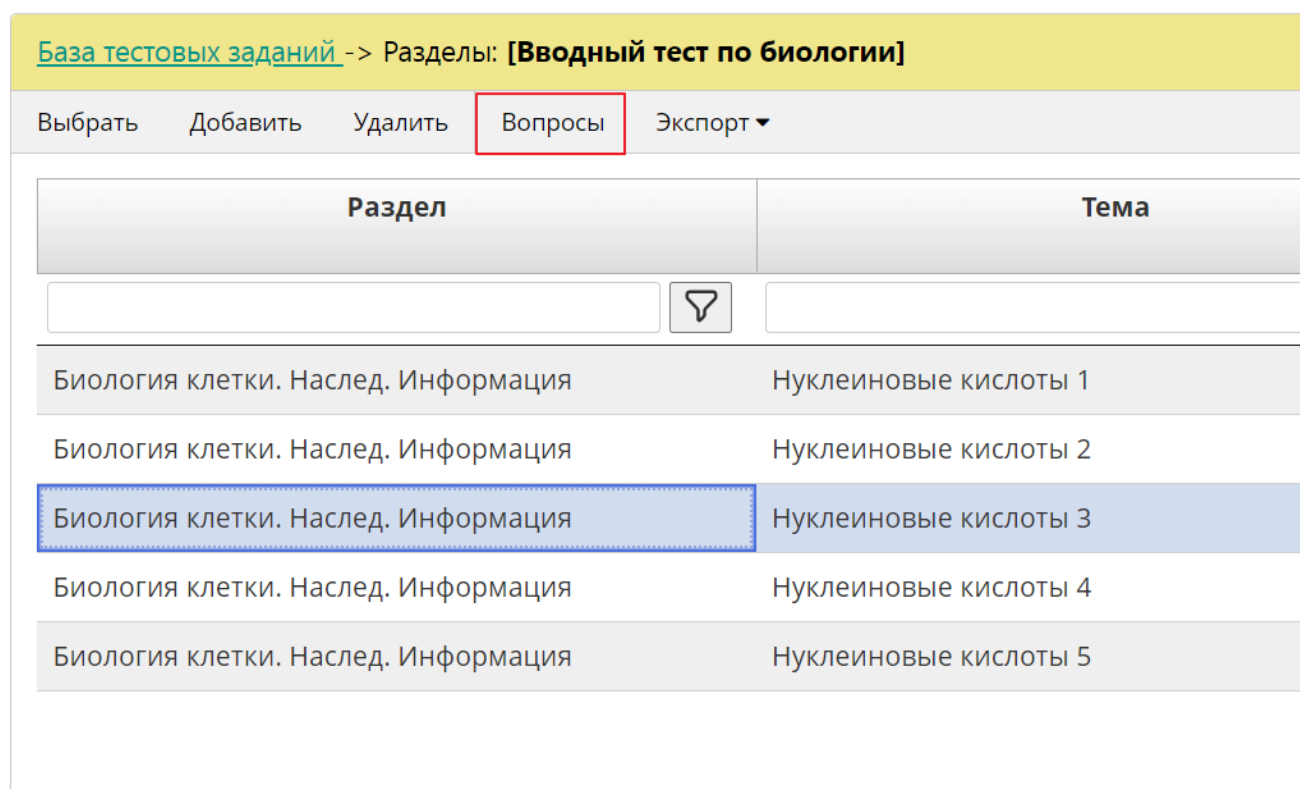 База тестовых заданий -> Разделы: [Вводный тест по биологии]
Выбрать Добавить Удалить Вопросы Экспорт
Раздел Тема
Биология клетки. Наслед. Информация Нуклеиновые кислоты 1
Биология клетки. Наслед. Информация Нуклеиновые кислоты 2
Биология клетки. Наслед. Информация Нуклеиновые кислоты 3
Биология клетки. Наслед. Информация Нуклеиновые кислоты 4
Биология клетки. Наслед. Информация Нуклеиновые кислоты 5